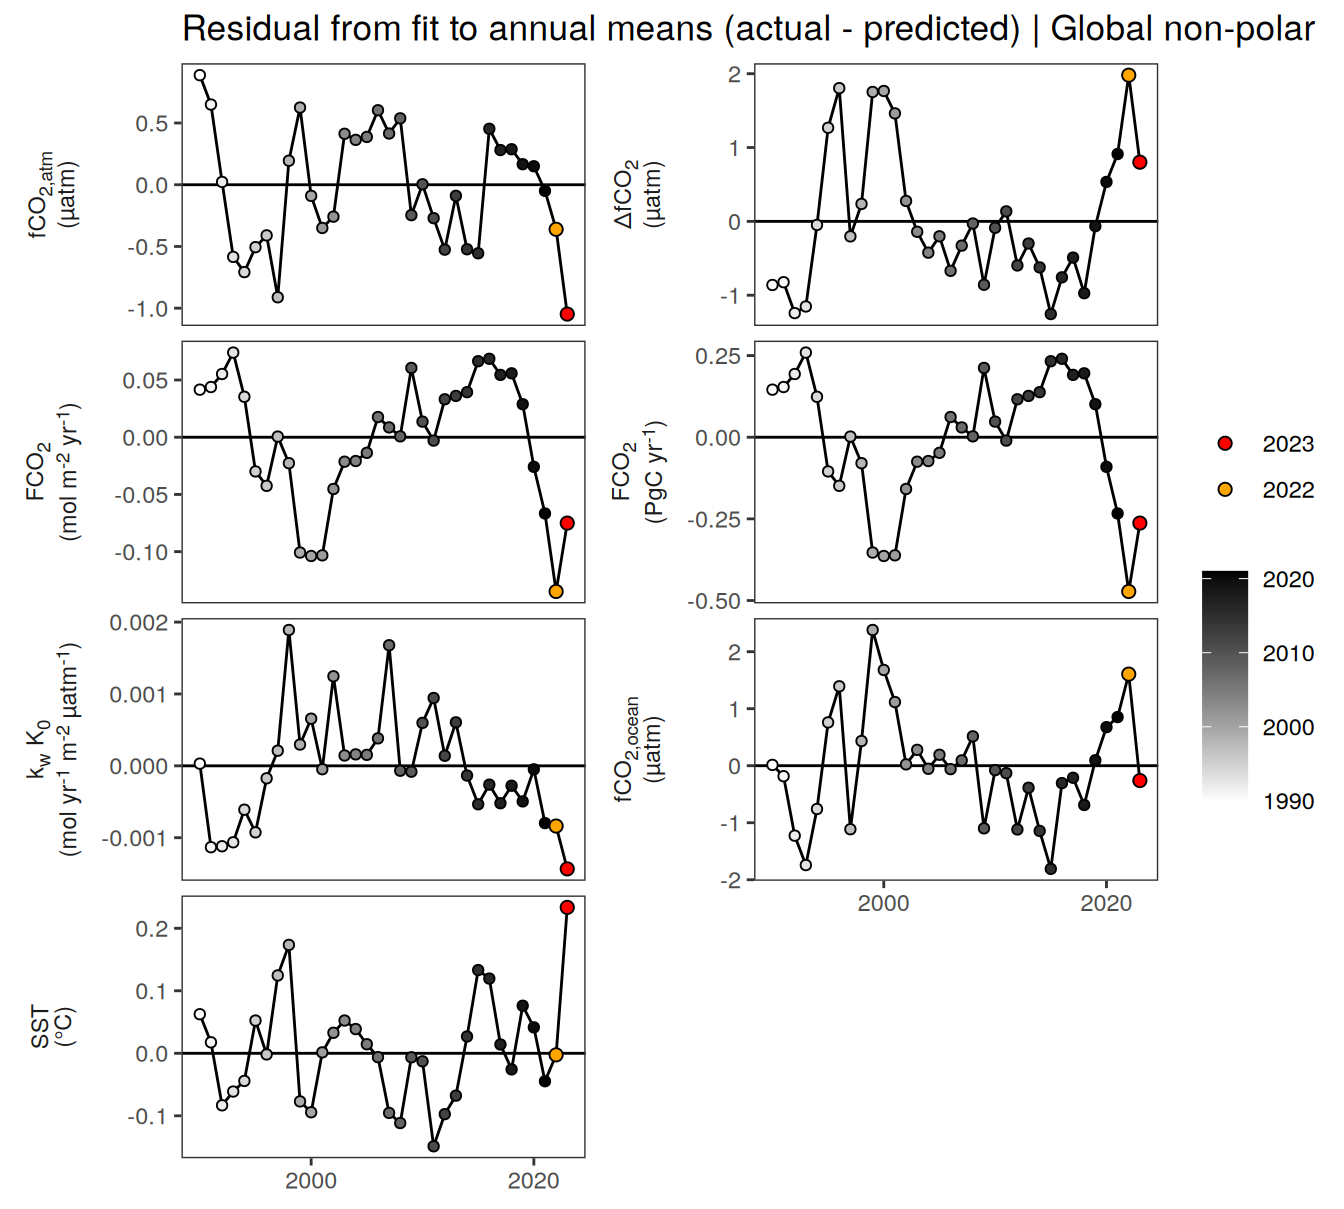 Residual from fit to annual means (actual - predicted) | Global non-polar
fCO2,atm
(µatm)
0.5
0.0
-0.5
-1.0
ΔfCO2
(µatm)
2
1
0
-1
FCO2
(mol m-2 yr-1)
0.05
0.00
-0.05
-0.10
FCO2
(PgC yr-1)
0.25
0.00
-0.25
-0.50
kw K0
(mol yr-1 m-2 µatm-1)
0.002
0.001
0.000
-0.001
fCO2,ocean
(µatm)
2
1
0
-1
-2
2000 2020
SST
(°C)
0.2
0.1
0.0
-0.1
2000 2020
2023
2022
2020
2010
2000
1990